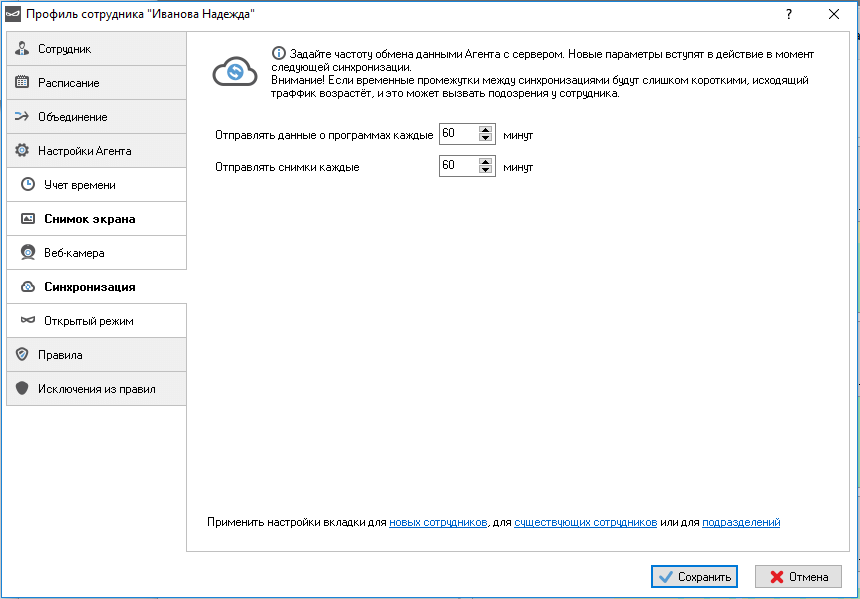 Профиль сотрудника "Иванова Надежда"
?
Сотрудник
Расписание
Объединение
Настройки Агента
Учет времени
Снимок экрана
Веб-камера
Синхронизация
Открытый режим
Правила
Исключения из правил
Задайте частоту обмена данными Агента с сервером. Новые параметры вступят в действие в момент
следующей синхронизации.
Внимание! Если временные промежутки между синхронизациями будут слишком короткими, исходящий
траффик возрастёт, и это может вызвать подозрения у сотрудника.
Отправлять данные о программах каждые 60 минут
Отправлять снимки каждые 60 минут
Применить настройки вкладки для новых сотрудников, для существующих сотрудников или для подразделений
Сохранить
Отмена